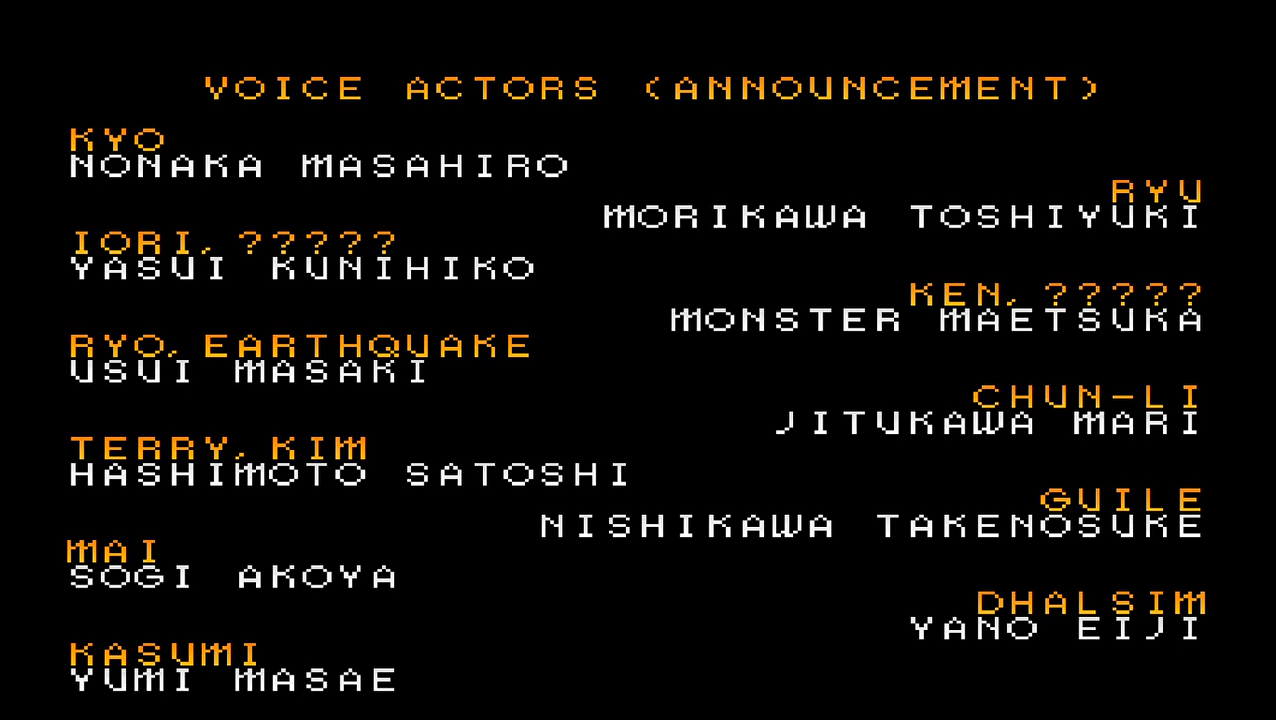 VOICE ACTORS (ANNOUNCEMENT)
KYO
NONAKA MASAHIRO
RYU
MORIKAWA TOSHIYUKI
IORI, ?????
YASUI KUNIHIKO
KEN, ?????
MONSTER MAETSUKA
RYO, EARTHQUAKE
USUI MASAKI
CHUN-LI
JITUKAWA MARI
TERRY, KIM
HASHIMOTO SATOSHI
GUILE
NISHIKAWA TAKENOSUKE
MAI
SOGI AKOYA
DHALSIM
YANO EIJI
KASUMI
YUMI MASAE